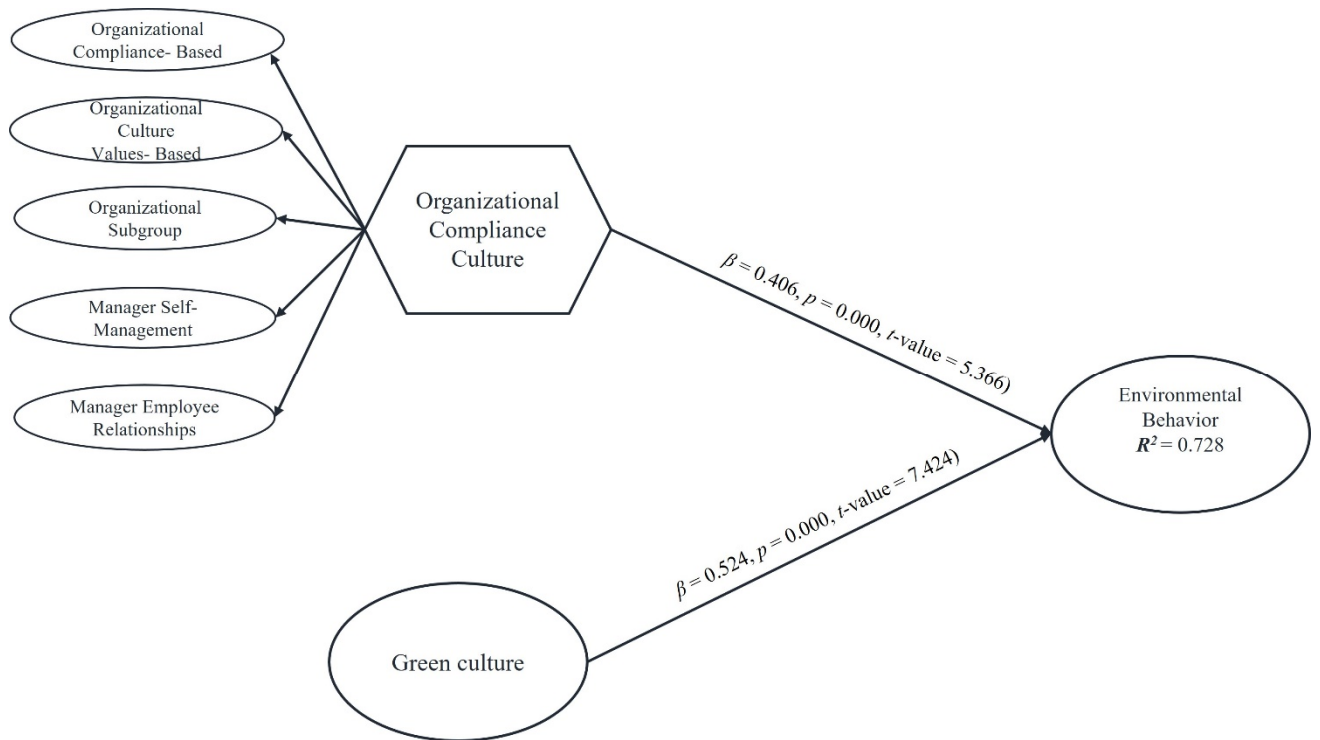 Organizational
Compliance- Based
Organizational
Culture
Values- Based
Organizational
Subgroup
Manager Self-
Management
Manager Employee
Relationships
Organizational
Compliance
Culture
β = 0.406, p = 0.000, t-value = 5.366)
Environmental
Behavior
R² = 0.728
β = 0.524, p = 0.000, t-value = 7.424)
Green culture